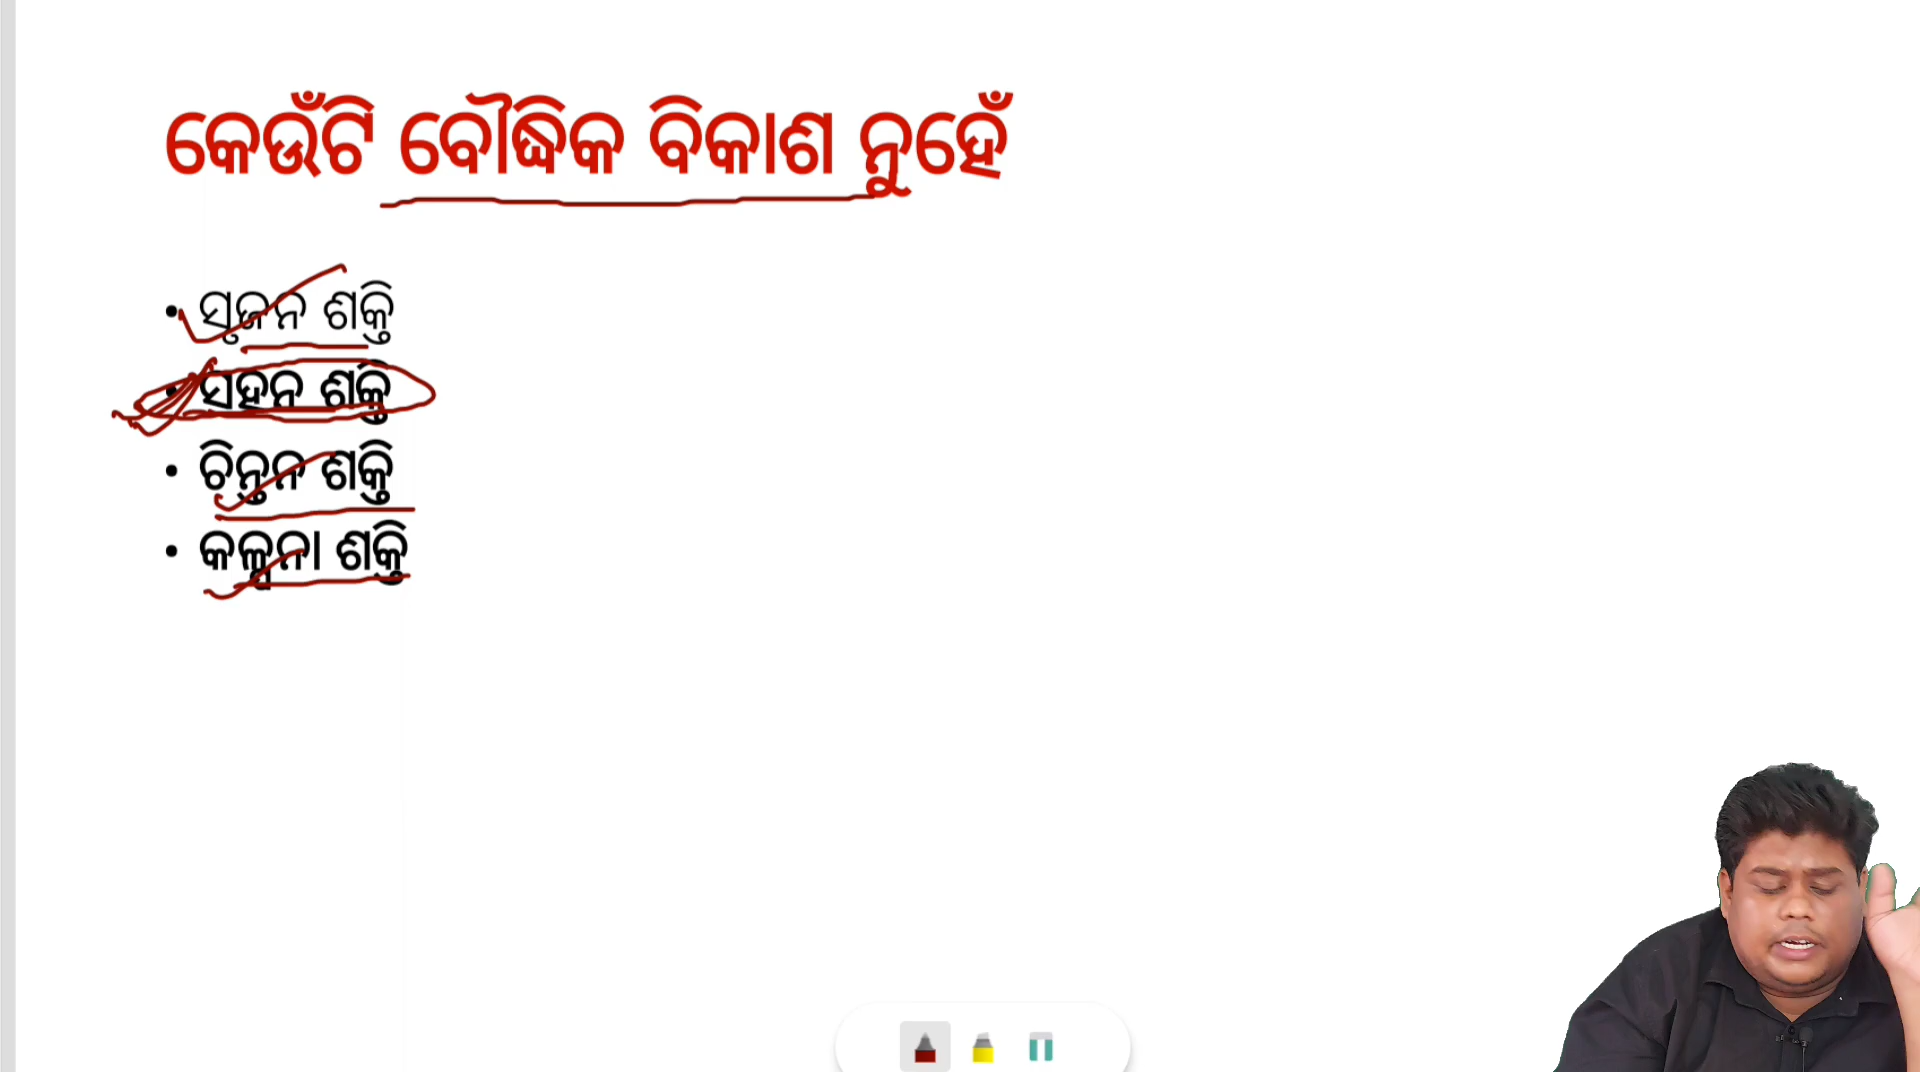 କେଉଁଟି ବୌଦ୍ଧିକ ବିକାଶ ନୁହେଁ
• ସୃଜନ ଶକ୍ତି
• ସହନ ଶକ୍ତି
• ଚିନ୍ତନ ଶକ୍ତି
• କଳ୍ପନା ଶକ୍ତି